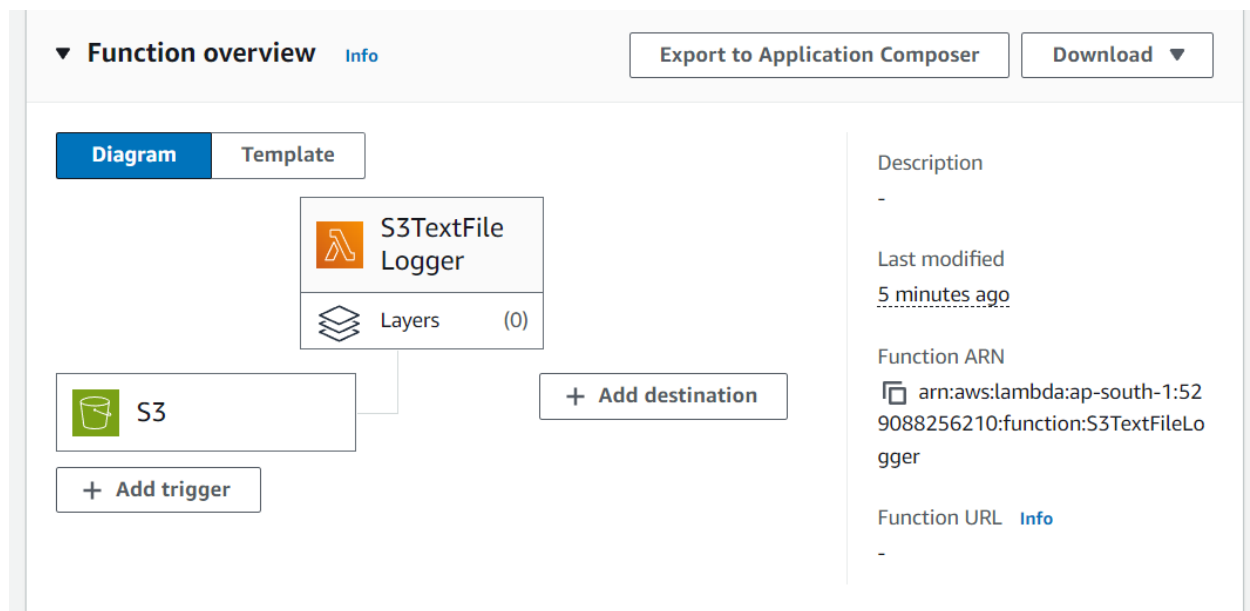 Function overview Info
Export to Application Composer
Download
Diagram
Template
S3TextFile
Logger
Layers (0)
S3
+ Add destination
+ Add trigger
Description
-
Last modified
5 minutes ago
Function ARN
arn:aws:lambda:ap-south-1:52
9088256210:function:S3TextFileLo
gger
Function URL Info
-